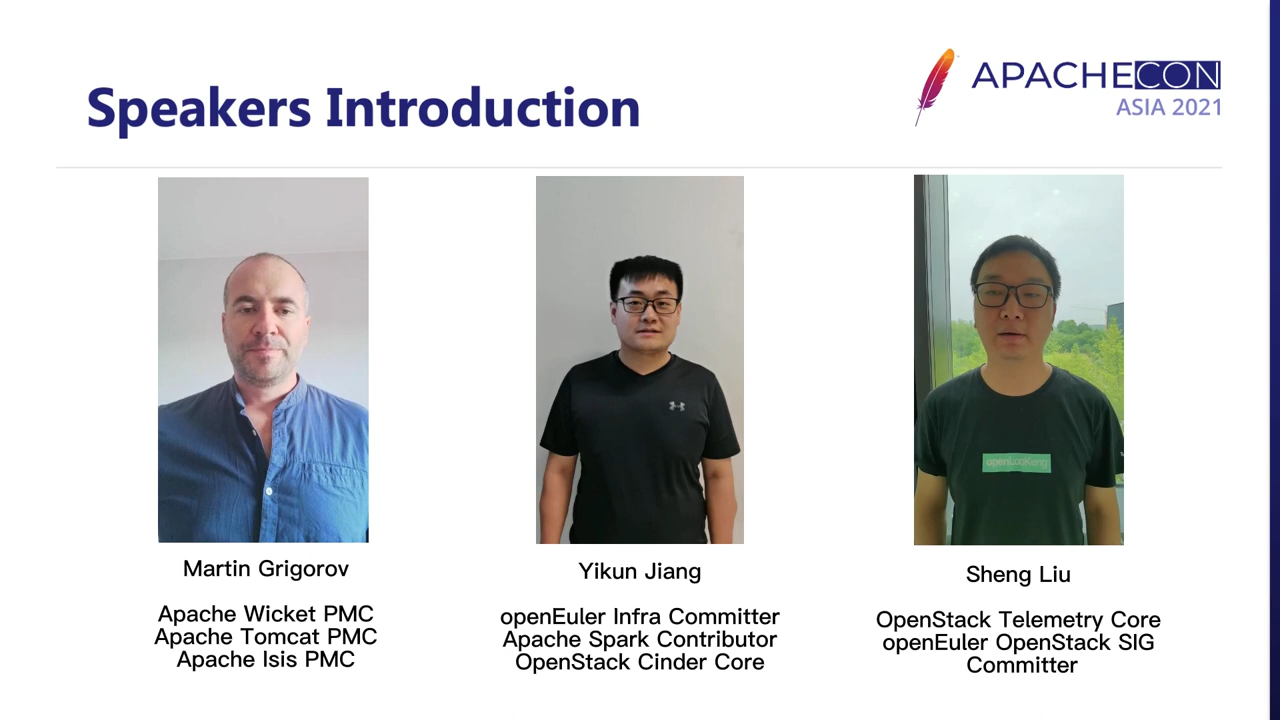 Speakers Introduction
APACHECON
ASIA 2021
openLooKeng
Martin Grigorov
Apache Wicket PMC
Apache Tomcat PMC
Apache Isis PMC
Yikun Jiang
openEuler Infra Committer
Apache Spark Contributor
OpenStack Cinder Core
Sheng Liu
OpenStack Telemetry Core
openEuler OpenStack SIG
Committer